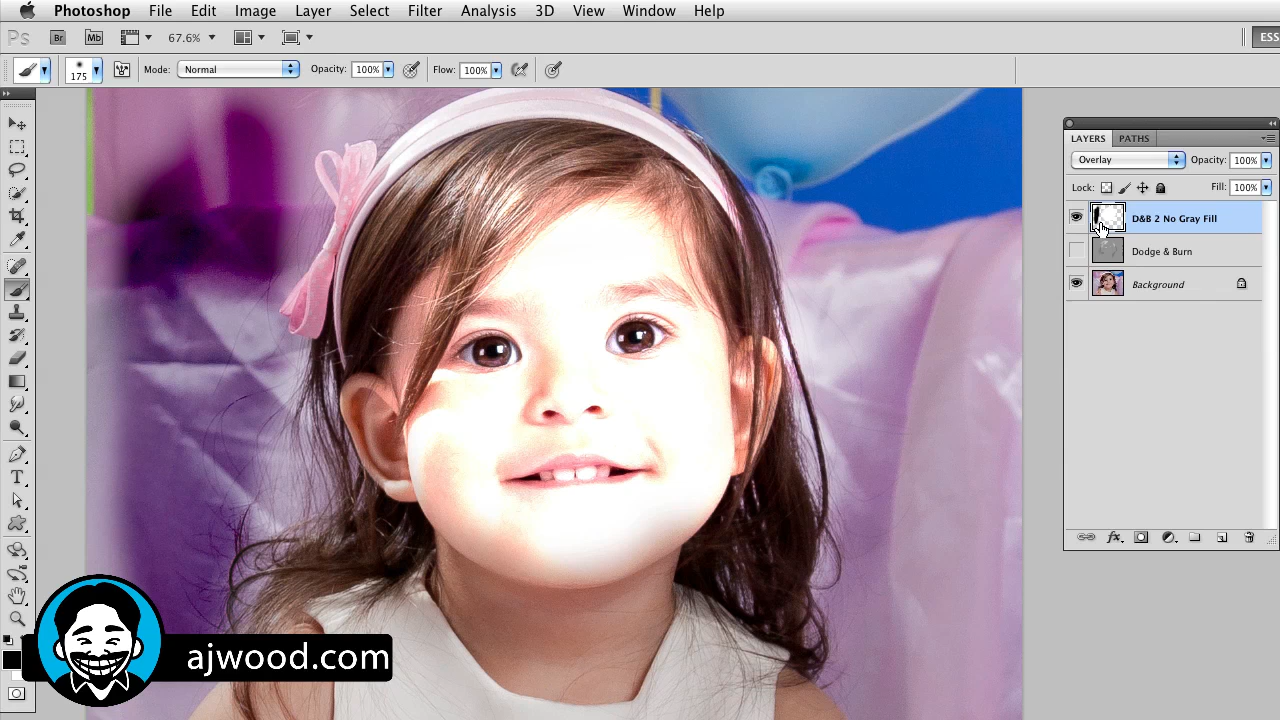 Photoshop File Edit Image Layer Select Filter Analysis 3D View Window Help
Ps Br Mb 67.6% ESS
175 Mode: Normal Opacity: 100% Flow: 100%
LAYERS PATHS
Overlay Opacity: 100%
Lock: Fill: 100%
D&B 2 No Gray Fill
Dodge & Burn
Background
fx
T
ajwood.com